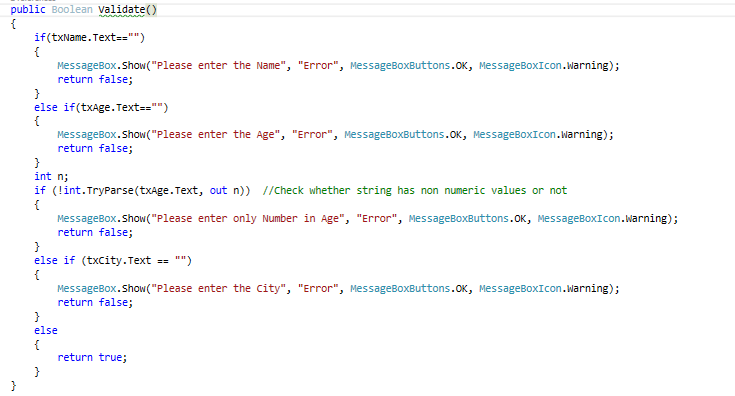 public Boolean Validate()
{
if(txName.Text=="")
{
MessageBox.Show("Please enter the Name", "Error", MessageBoxButtons.OK, MessageBoxIcon.Warning);
return false;
}
else if(txAge.Text=="")
{
MessageBox.Show("Please enter the Age", "Error", MessageBoxButtons.OK, MessageBoxIcon.Warning);
return false;
}
int n;
if (!int.TryParse(txAge.Text, out n))  //Check whether string has non numeric values or not
{
MessageBox.Show("Please enter only Number in Age", "Error", MessageBoxButtons.OK, MessageBoxIcon.Warning);
return false;
}
else if (txCity.Text == "")
{
MessageBox.Show("Please enter the City", "Error", MessageBoxButtons.OK, MessageBoxIcon.Warning);
return false;
}
else
{
return true;
}
}